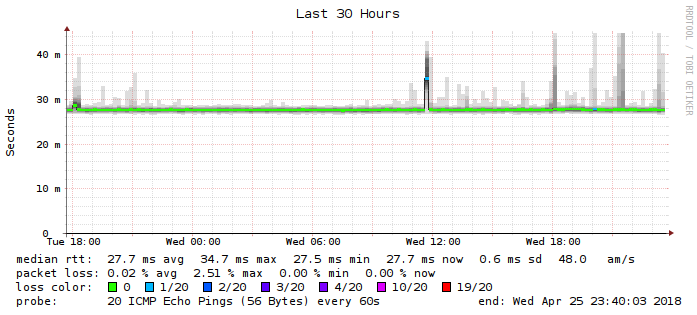 Last 30 Hours
RRDTOOL / TOBI OETIKER
Seconds
40 m
30 m
20 m
10 m
0
Tue 18:00 Wed 00:00 Wed 06:00 Wed 12:00 Wed 18:00
median rtt: 27.7 ms avg 34.7 ms max 27.5 ms min 27.7 ms now 0.6 ms sd 48.0 am/s
packet loss: 0.02 % avg 2.51 % max 0.00 % min 0.00 % now
loss color: 0 1/20 2/20 3/20 4/20 10/20 19/20
probe: 20 ICMP Echo Pings (56 Bytes) every 60s end: Wed Apr 25 23:40:03 2018